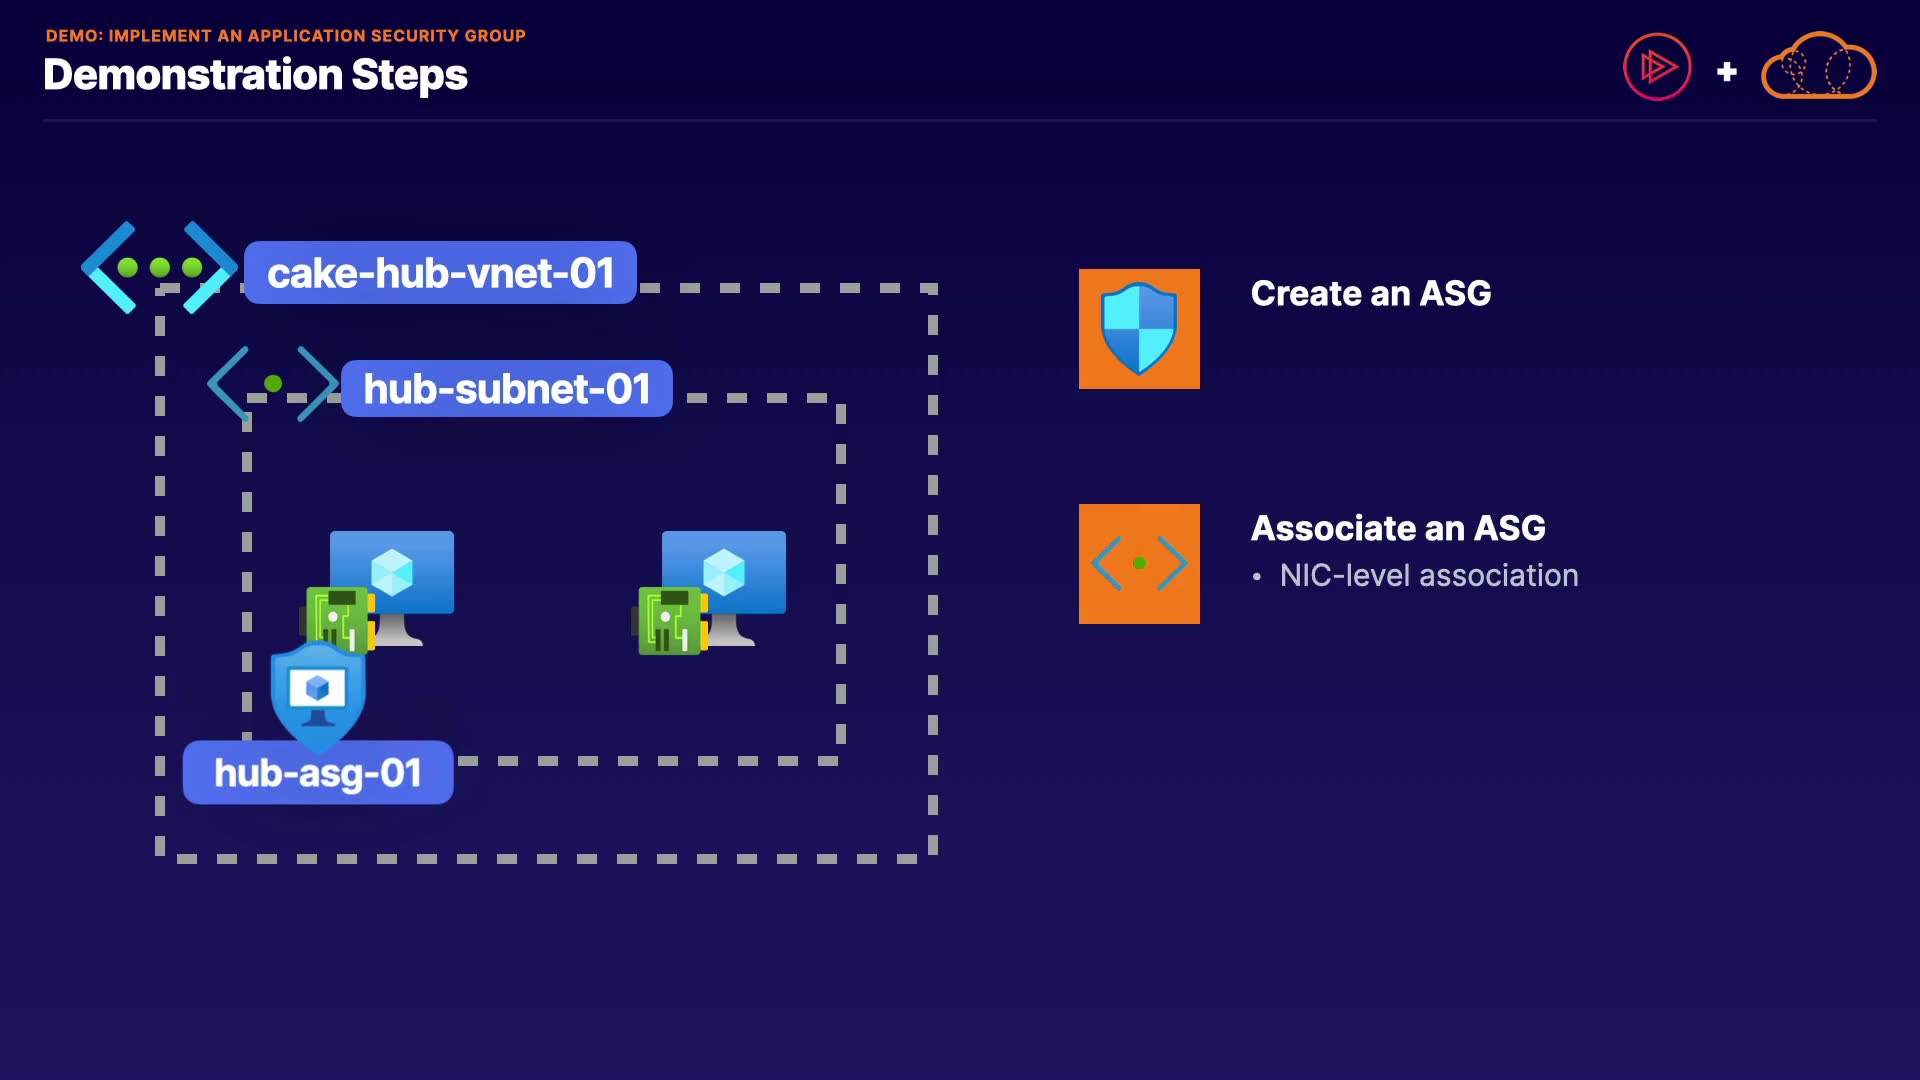 DEMO: IMPLEMENT AN APPLICATION SECURITY GROUP
Demonstration Steps
+
cake-hub-vnet-01
hub-subnet-01
hub-asg-01
Create an ASG
Associate an ASG
• NIC-level association